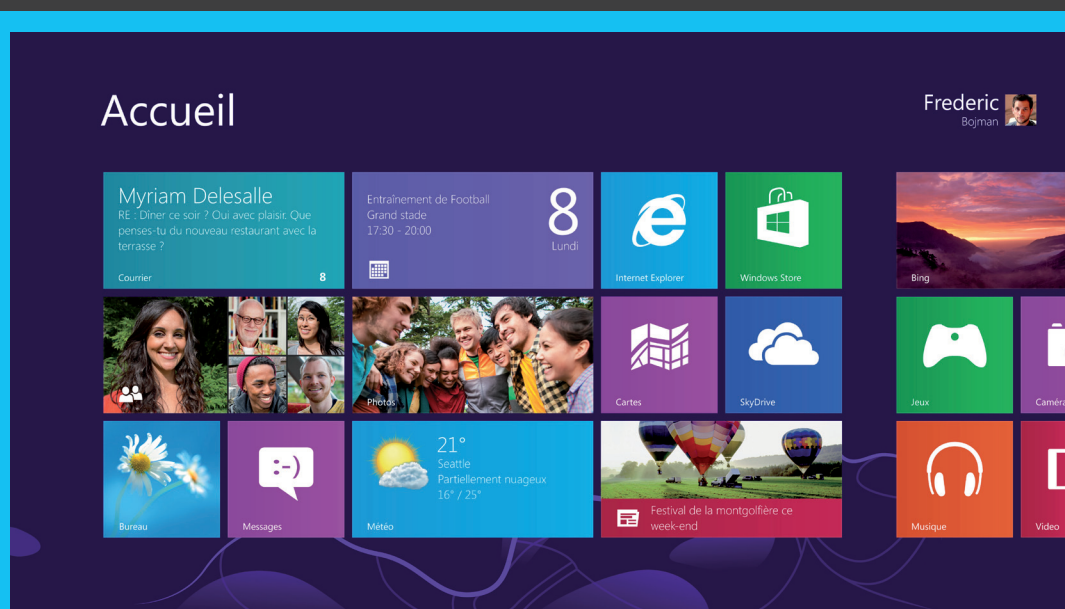 Accueil
Frederic
Bojman
Myriam Delesalle
RE : Dîner ce soir ? Oui avec plaisir. Que
penses-tu du nouveau restaurant avec la
terrasse ?
Courrier
8
Entraînement de Football
Grand stade
17:30 - 20:00
8
Lundi
Internet Explorer
Windows Store
Bing
Photos
Cartes
SkyDrive
Jeux
Caméra
Bureau
:-)
Messages
21°
Seattle
Partiellement nuageux
16° / 25°
Météo
Festival de la montgolfière ce
week-end
Musique
Video